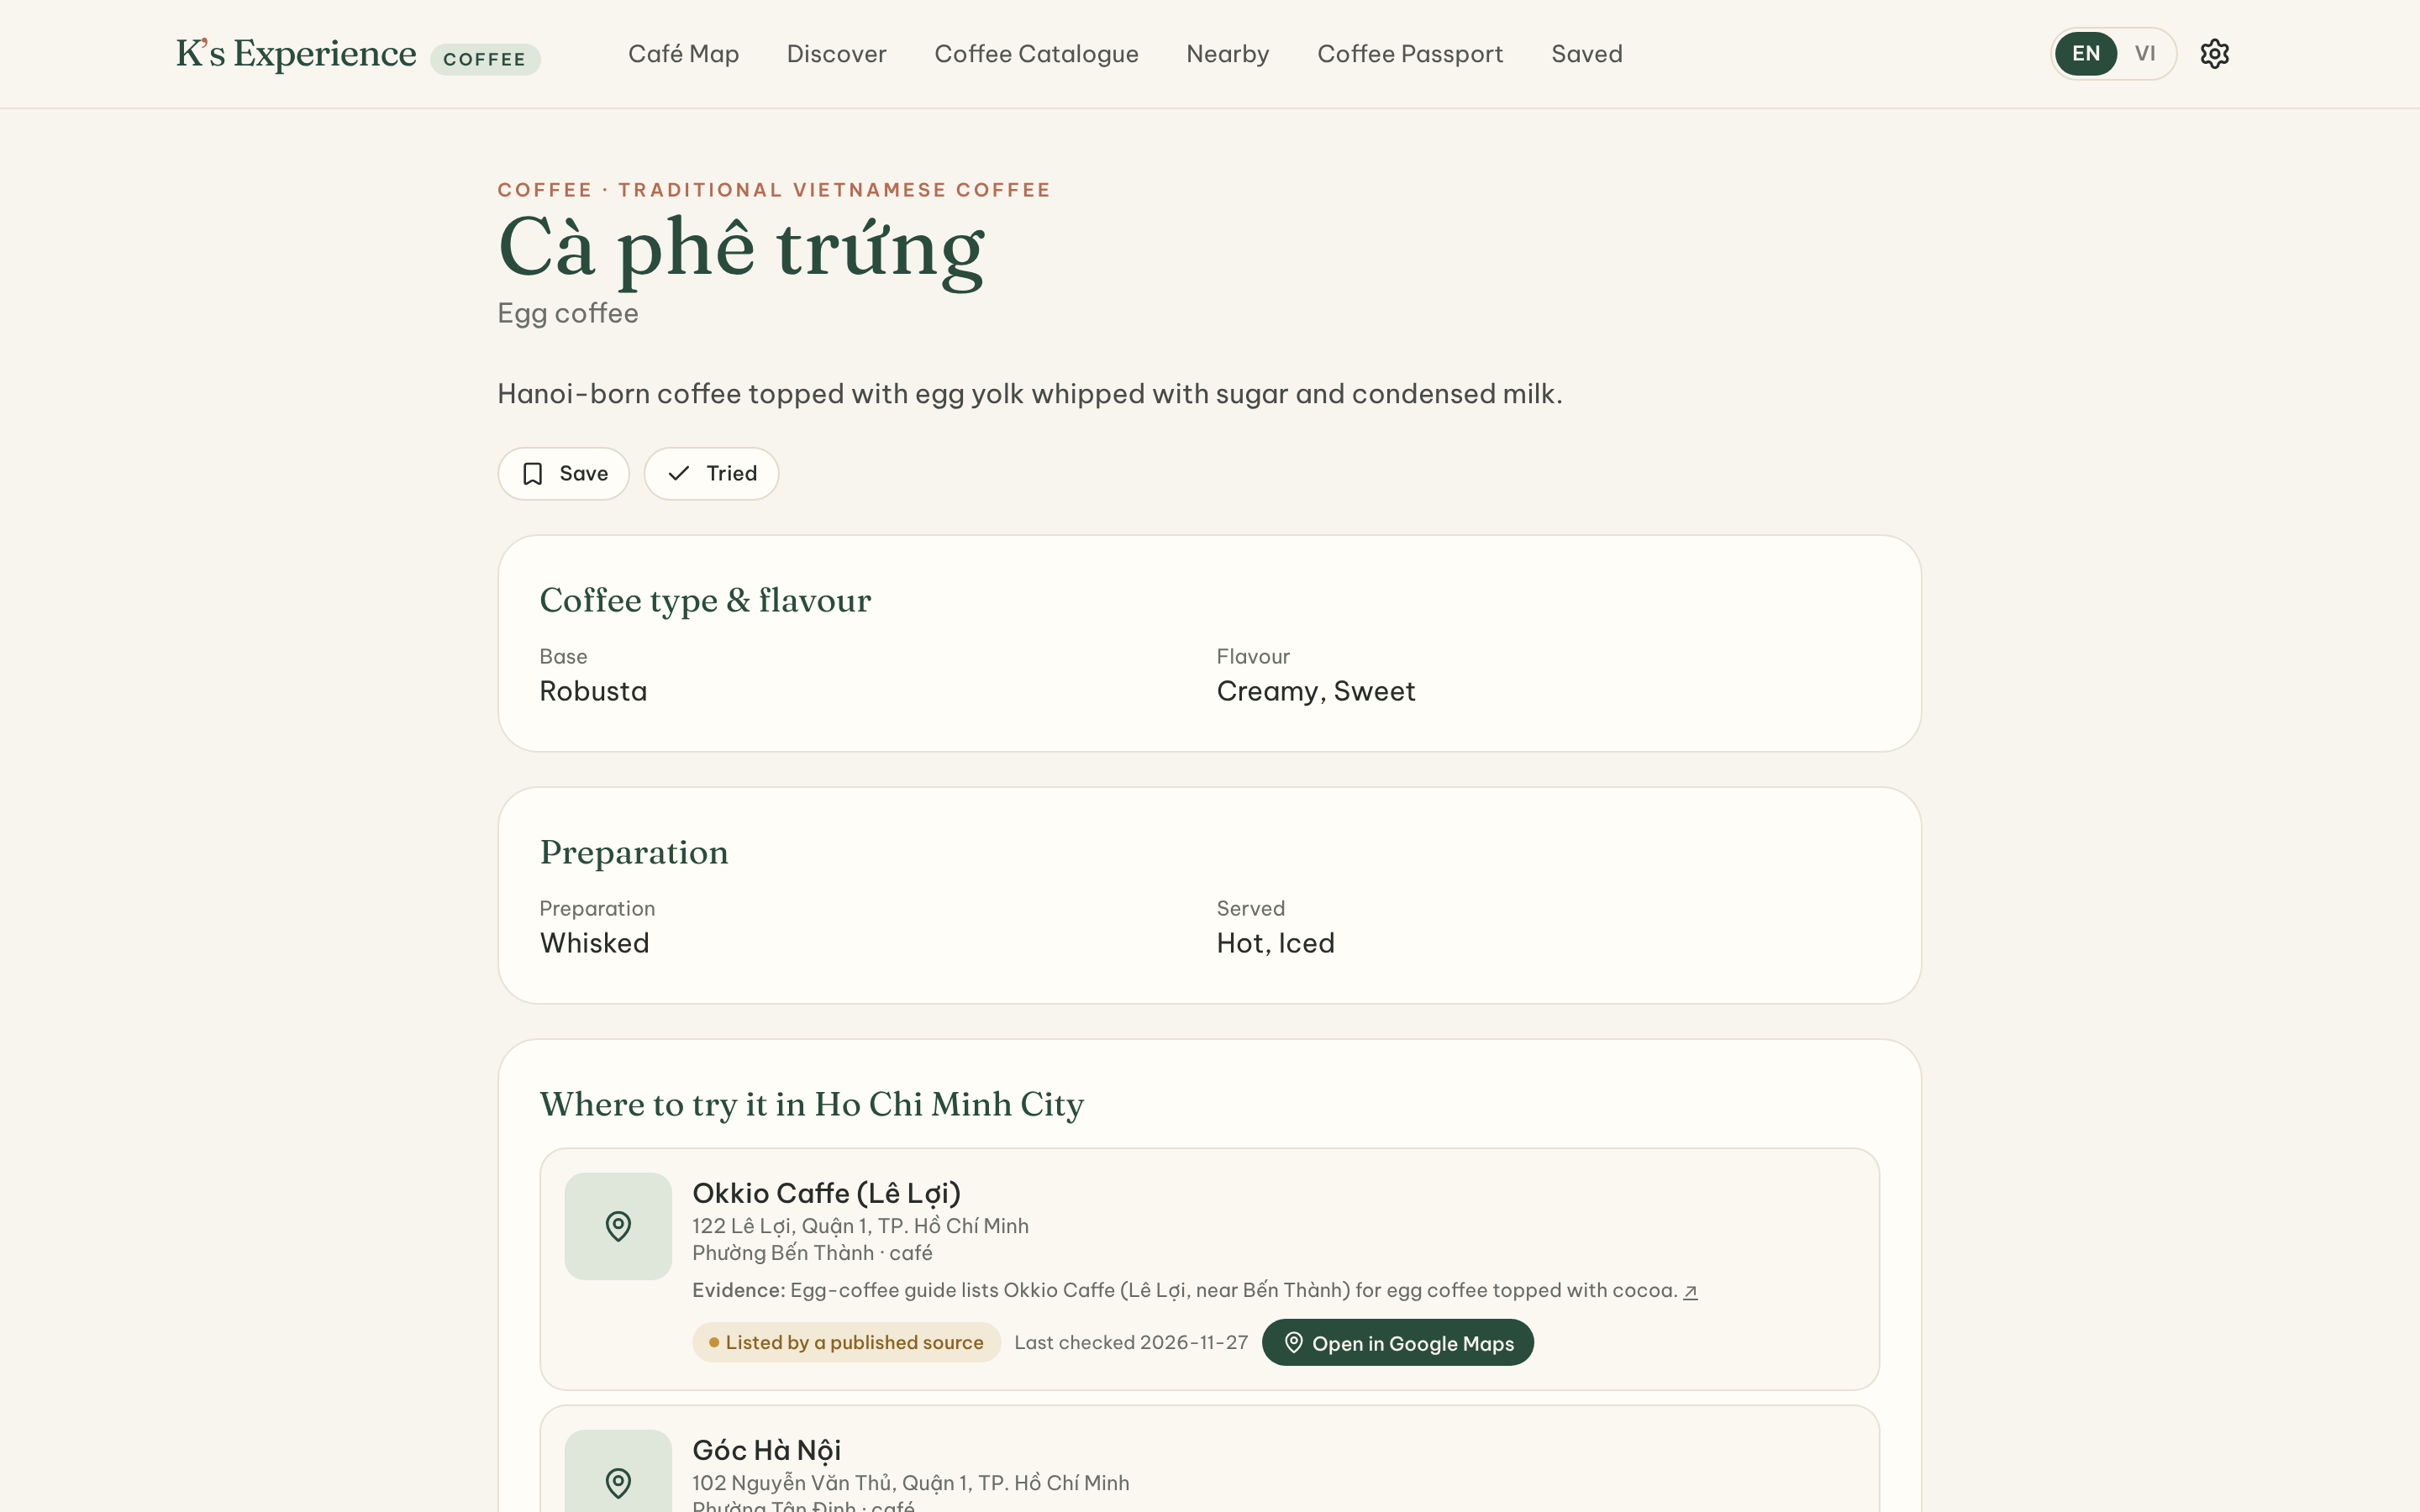 K's Experience COFFEE Café Map Discover Coffee Catalogue Nearby Coffee Passport Saved EN VI
COFFEE · TRADITIONAL VIETNAMESE COFFEE
Cà phê trứng
Egg coffee
Hanoi-born coffee topped with egg yolk whipped with sugar and condensed milk.
Save Tried
Coffee type & flavour
Base Flavour
Robusta Creamy, Sweet
Preparation
Preparation Served
Whisked Hot, Iced
Where to try it in Ho Chi Minh City
Okkio Caffe (Lê Lợi)
122 Lê Lợi, Quận 1, TP. Hồ Chí Minh
Phường Bến Thành · café
Evidence: Egg-coffee guide lists Okkio Caffe (Lê Lợi, near Bến Thành) for egg coffee topped with cocoa. ↗
Listed by a published source Last checked 2026-11-27 Open in Google Maps
Góc Hà Nội
102 Nguyễn Văn Thủ, Quận 1, TP. Hồ Chí Minh
Phường Tân Định · café